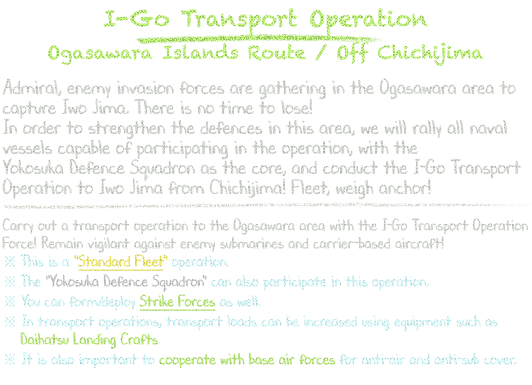 I-Go Transport Operation
Ogasawara Islands Route / Off Chichijima
Admiral, enemy invasion forces are gathering in the Ogasawara area to
capture Iwo Jima. There is no time to lose!
In order to strengthen the defences in this area, we will rally all naval
vessels capable of participating in the operation, with the
Yokosuka Defence Squadron as the core, and conduct the I-Go Transport
Operation to Iwo Jima from Chichijima! Fleet, weigh anchor!
Carry out a transport operation to the Ogasawara area with the I-Go Transport Operation
Force! Remain vigilant against enemy submarines and carrier-based aircraft!
※ This is a "Standard Fleet" operation.
※ The "Yokosuka Defence Squadron" can also participate in this operation.
※ You can form/deploy Strike Forces as well.
※ In transport operations, transport loads can be increased using equipment such as
Daihatsu Landing Crafts.
※ It is also important to cooperate with base air forces for anti-air and anti-sub cover.